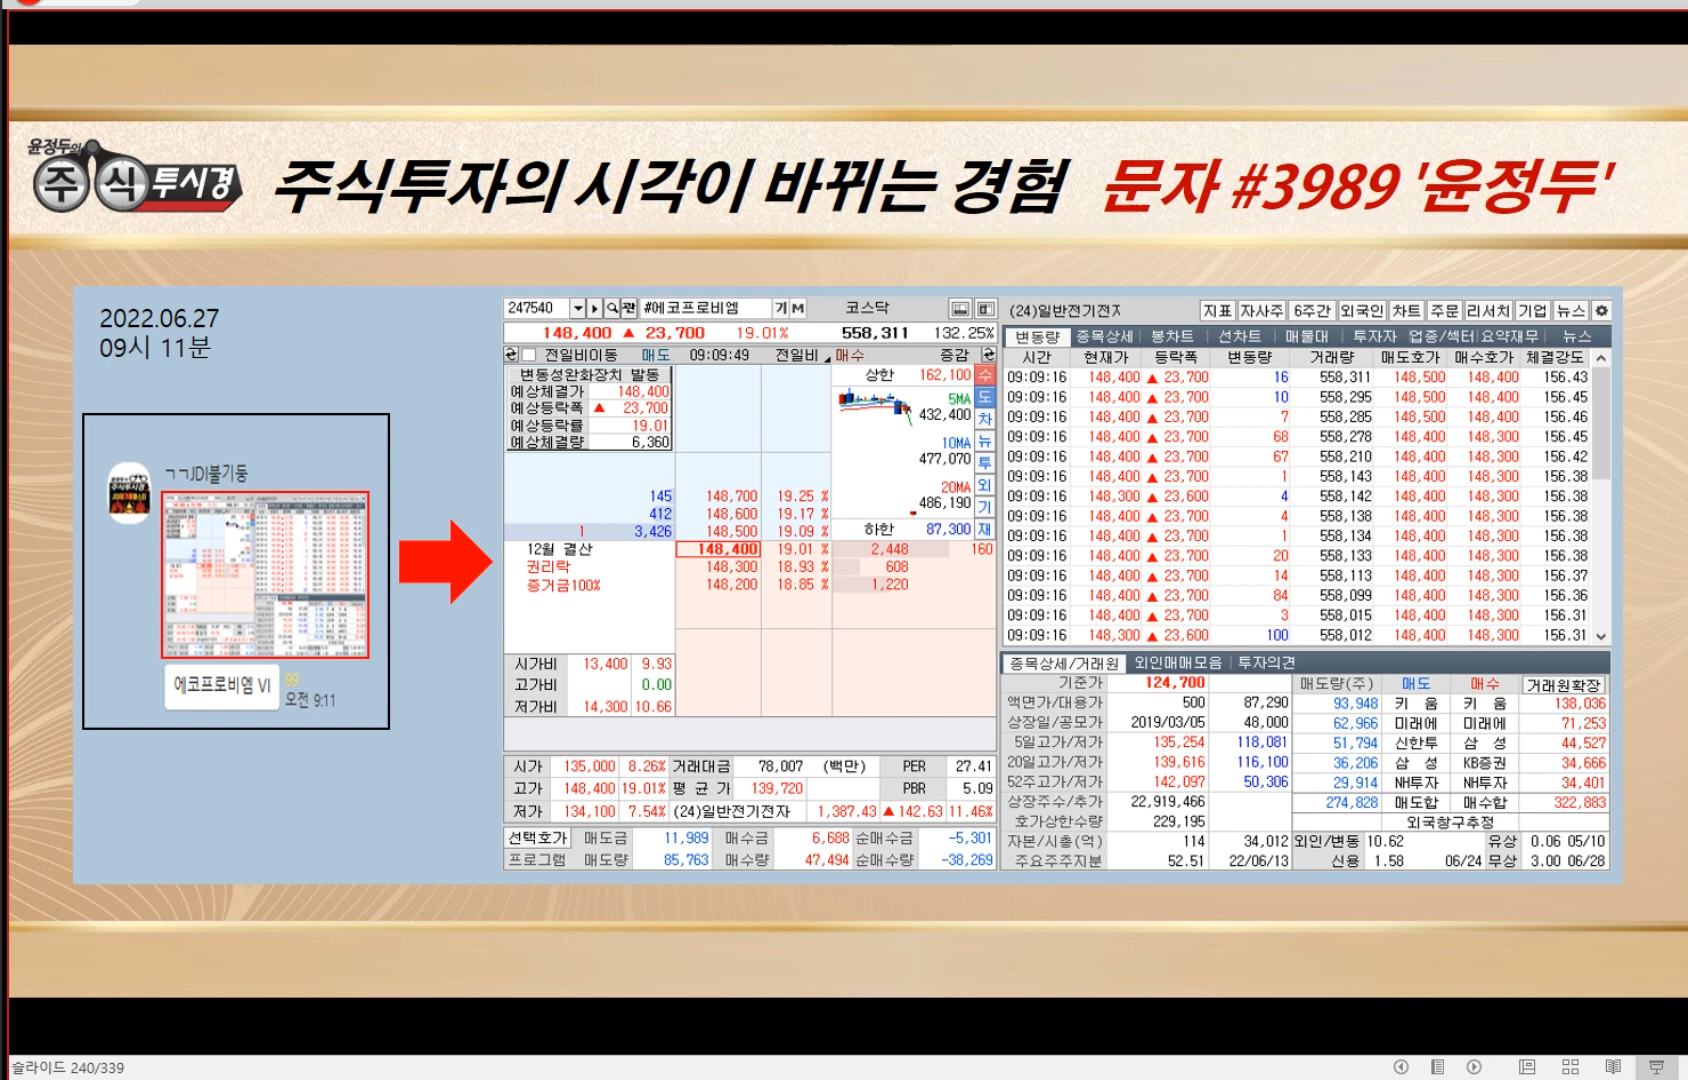 윤정두의
주식투시경
주식투자의 시각이 바뀌는 경험 문자 #3989 '윤정두'
2022.06.27
09시 11분
ㄱㄱJDI불기둥
에코프로비엠 VI
99
오전 9:11
247540 #에코프로비엠 기 M 코스닥
148,400 ▲ 23,700 19.01% 558,311 132.25%
전일비이동 매도 09:09:49 전일비 매수 증감
변동성완화장치 발동
예상체결가 148,400
예상등락폭 ▲ 23,700
예상등락률 19.01
예상체결량 6,360
상한 162,100 수
5MA 도
432,400 차
10MA 뉴
477,070 투
20MA 외
486,190 기
하한 87,300 재
145 148,700 19.25 %
412 148,600 19.17 %
1 3,426 148,500 19.09 %
12월 결산 148,400 19.01 % 2,448 160
권리락 148,300 18.93 % 608
증거금100% 148,200 18.85 % 1,220
시가비 13,400 9.93
고가비 0.00
저가비 14,300 10.66
시가 135,000 8.26% 거래대금 78,007 (백만) PER 27.41
고가 148,400 19.01% 평 균 가 139,720 PBR 5.09
저가 134,100 7.54% (24)일반전기전자 1,387.43 ▲ 142.63 11.46%
선택호가 매도금 11,989 매수금 6,688 순매수금 -5,301
프로그램 매도량 85,763 매수량 47,494 순매수량 -38,269
(24)일반전기전자 지표 자사주 6주간 외국인 차트 주문 리서치 기업 뉴스
변동량 종목상세 봉차트 선차트 매물대 투자자 업종/섹터 요약재무 뉴스
시간 현재가 등락폭 변동량 거래량 매도호가 매수호가 체결강도
09:09:16 148,400 ▲ 23,700 16 558,311 148,500 148,400 156.43
09:09:16 148,400 ▲ 23,700 10 558,295 148,500 148,400 156.45
09:09:16 148,400 ▲ 23,700 7 558,285 148,500 148,400 156.46
09:09:16 148,400 ▲ 23,700 68 558,278 148,400 148,300 156.45
09:09:16 148,400 ▲ 23,700 67 558,210 148,400 148,300 156.42
09:09:16 148,400 ▲ 23,700 1 558,143 148,400 148,300 156.38
09:09:16 148,300 ▲ 23,600 4 558,142 148,400 148,300 156.38
09:09:16 148,400 ▲ 23,700 4 558,138 148,400 148,300 156.38
09:09:16 148,400 ▲ 23,700 1 558,134 148,400 148,300 156.38
09:09:16 148,400 ▲ 23,700 20 558,133 148,400 148,300 156.38
09:09:16 148,400 ▲ 23,700 14 558,113 148,400 148,300 156.37
09:09:16 148,400 ▲ 23,700 84 558,099 148,400 148,300 156.36
09:09:16 148,400 ▲ 23,700 3 558,015 148,400 148,300 156.31
09:09:16 148,300 ▲ 23,600 100 558,012 148,400 148,300 156.31
종목상세/거래원 외인매매모음 투자의견
기준가 124,700 매도량(주) 매도 매수 거래원확장
액면가/대용가 500 87,290 93,948 키 움 키 움 138,036
상장일/공모가 2019/03/05 48,000 62,966 미래에 미래에 71,253
5일고가/저가 135,254 118,081 51,794 신한투 삼 성 44,527
20일고가/저가 139,616 116,100 36,206 삼 성 KB증권 34,666
52주고가/저가 142,097 50,306 29,914 NH투자 NH투자 34,401
상장주수/추가 22,919,466 274,828 매도합 매수합 322,883
호가상한수량 229,195 외국창구추정
자본/시총(억) 114 34,012 외인/변동 10.62 유상 0.06 05/10
주요주주지분 52.51 22/06/13 신용 1.58 06/24 무상 3.00 06/28
슬라이드 240/339